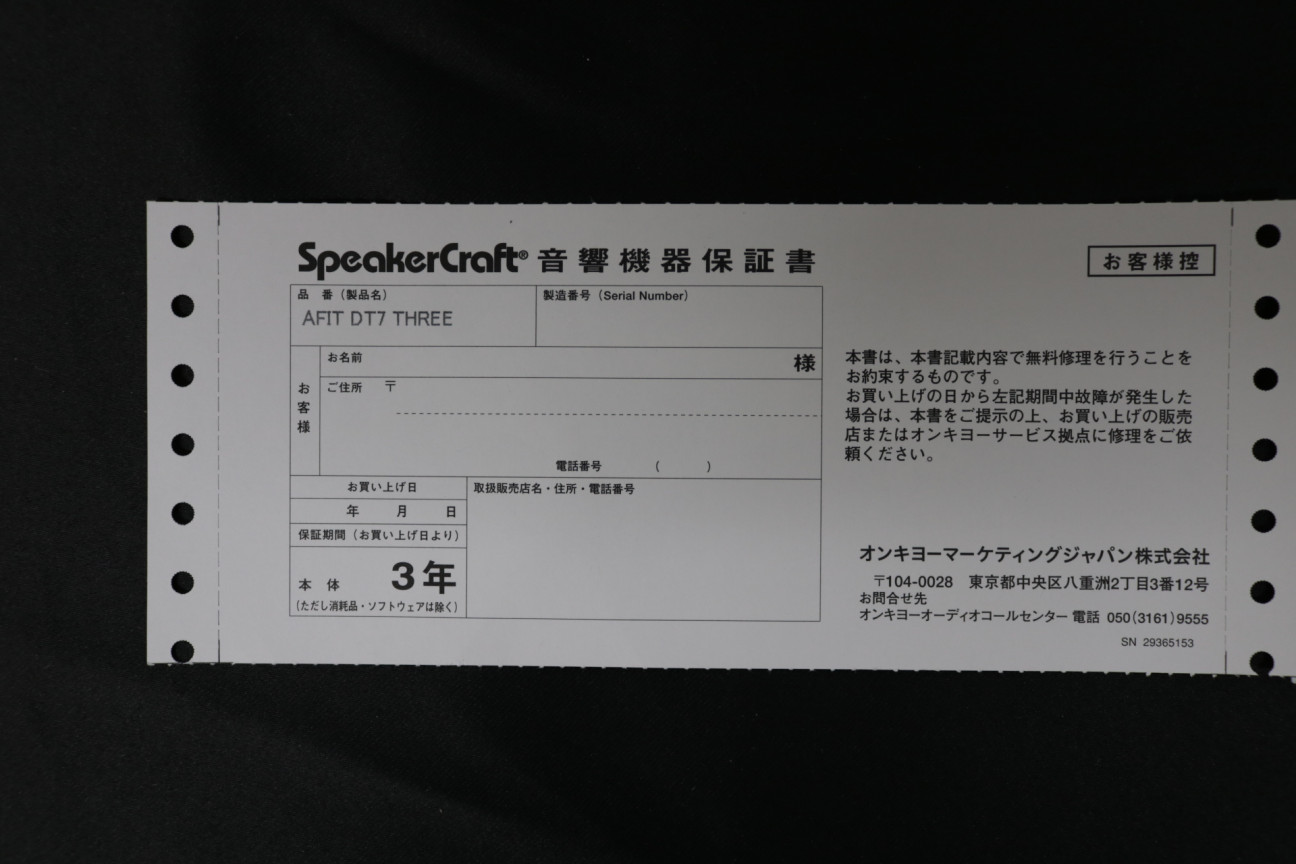 SpeakerCraft® 音響機器保証書
お客様控
品 番（製品名）
AFIT DT7 THREE
製造番号（Serial Number）
お客様
お名前
様
ご住所 〒
電話番号 （ ）
お買い上げ日
年 月 日
保証期間（お買い上げ日より）
本 体 3年
（ただし消耗品・ソフトウェアは除く）
取扱販売店名・住所・電話番号
本書は、本書記載内容で無料修理を行うことを
お約束するものです。
お買い上げの日から左記期間中故障が発生した
場合は、本書をご提示の上、お買い上げの販売
店またはオンキヨーサービス拠点に修理をご依
頼ください。
オンキヨーマーケティングジャパン株式会社
〒104-0028 東京都中央区八重洲2丁目3番12号
お問合せ先
オンキヨーオーディオコールセンター 電話 050（3161）9555
SN 29365153